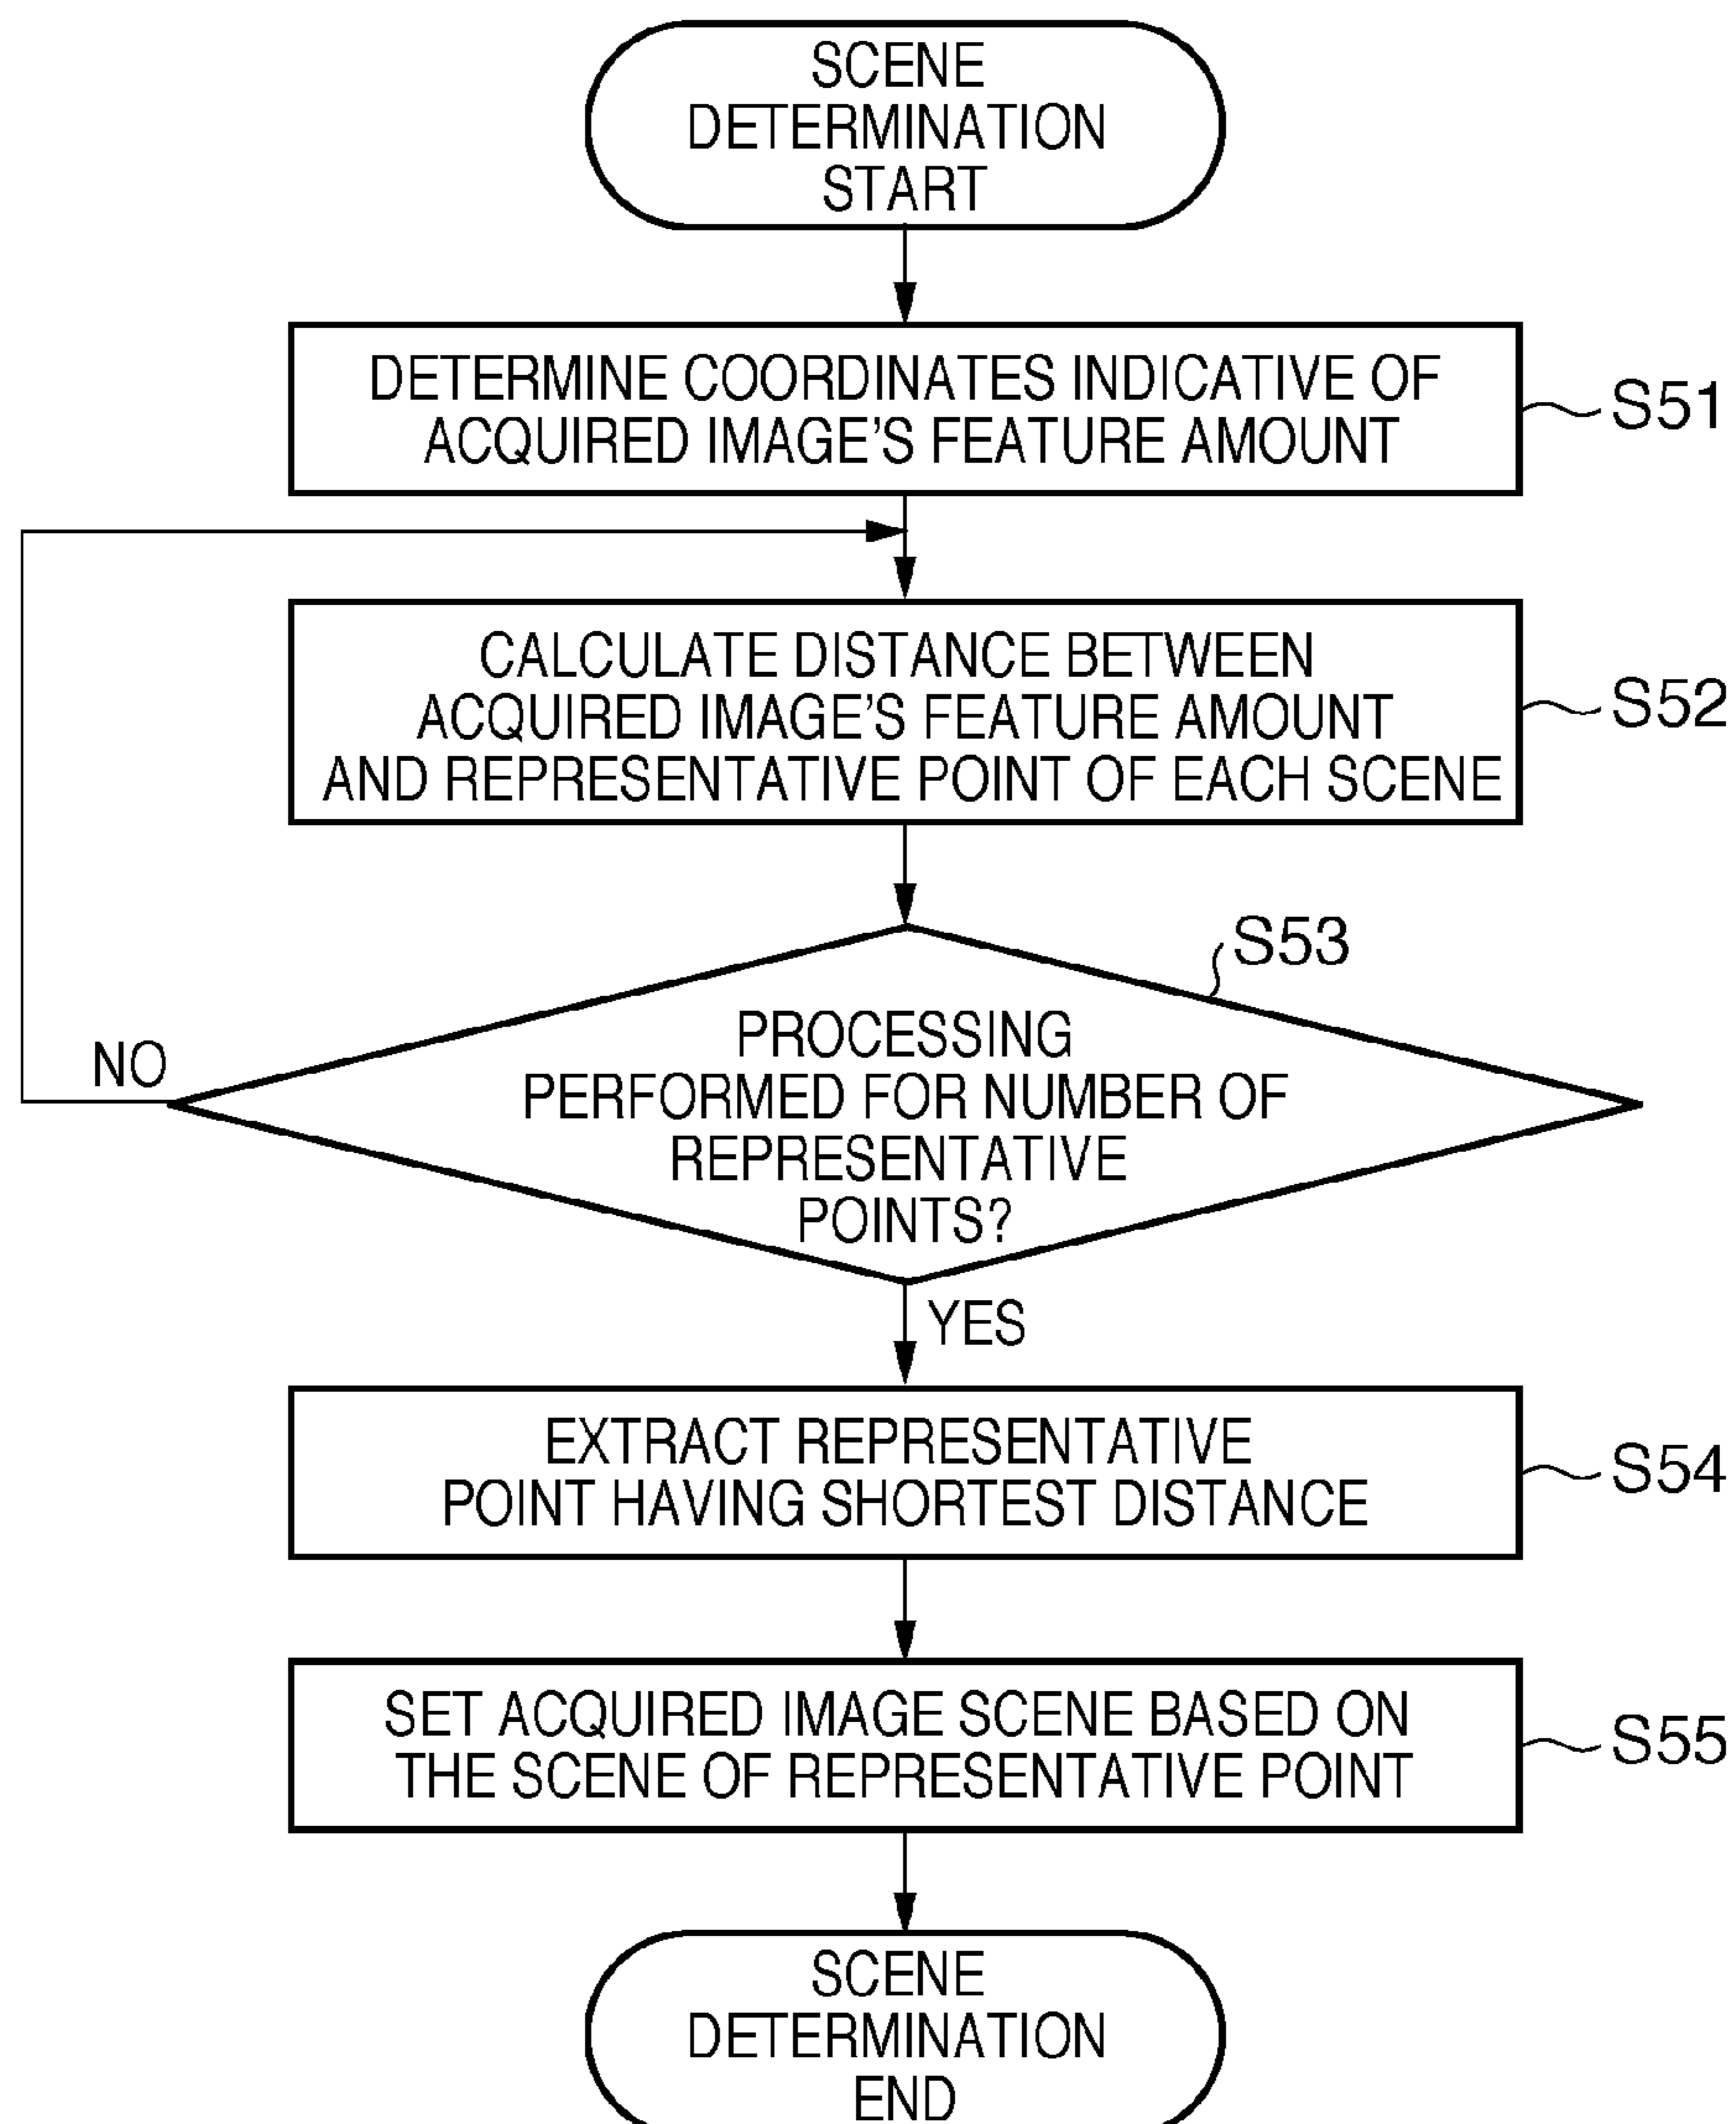 SCENE
DETERMINATION
START
DETERMINE COORDINATES INDICATIVE OF
ACQUIRED IMAGE'S FEATURE AMOUNT
S51
CALCULATE DISTANCE BETWEEN
ACQUIRED IMAGE'S FEATURE AMOUNT
AND REPRESENTATIVE POINT OF EACH SCENE
S52
S53
PROCESSING
PERFORMED FOR NUMBER OF
REPRESENTATIVE
POINTS?
NO
YES
EXTRACT REPRESENTATIVE
POINT HAVING SHORTEST DISTANCE
S54
SET ACQUIRED IMAGE SCENE BASED ON
THE SCENE OF REPRESENTATIVE POINT
S55
SCENE
DETERMINATION
END